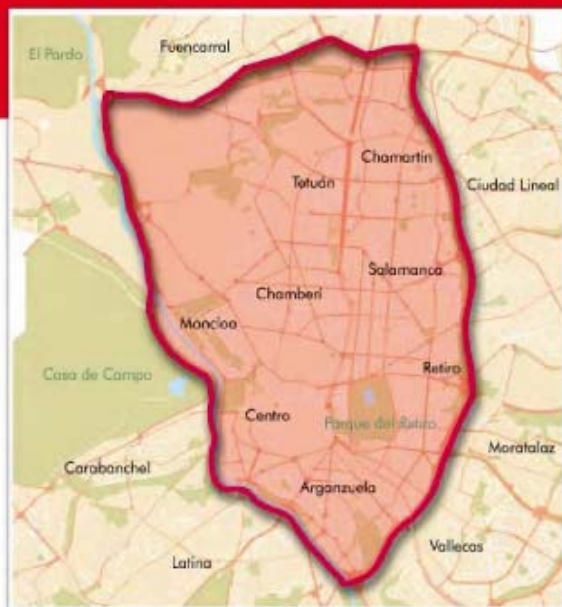 Fuencarral
El Pardo
Chamartín
Tetuán
Ciudad Lineal
Salamanca
Chamberí
Moncloa
Retiro
Casa de Campo
Centro
Parque del Retiro
Moratalaz
Carabanchel
Arganzuela
Vallecas
Latina